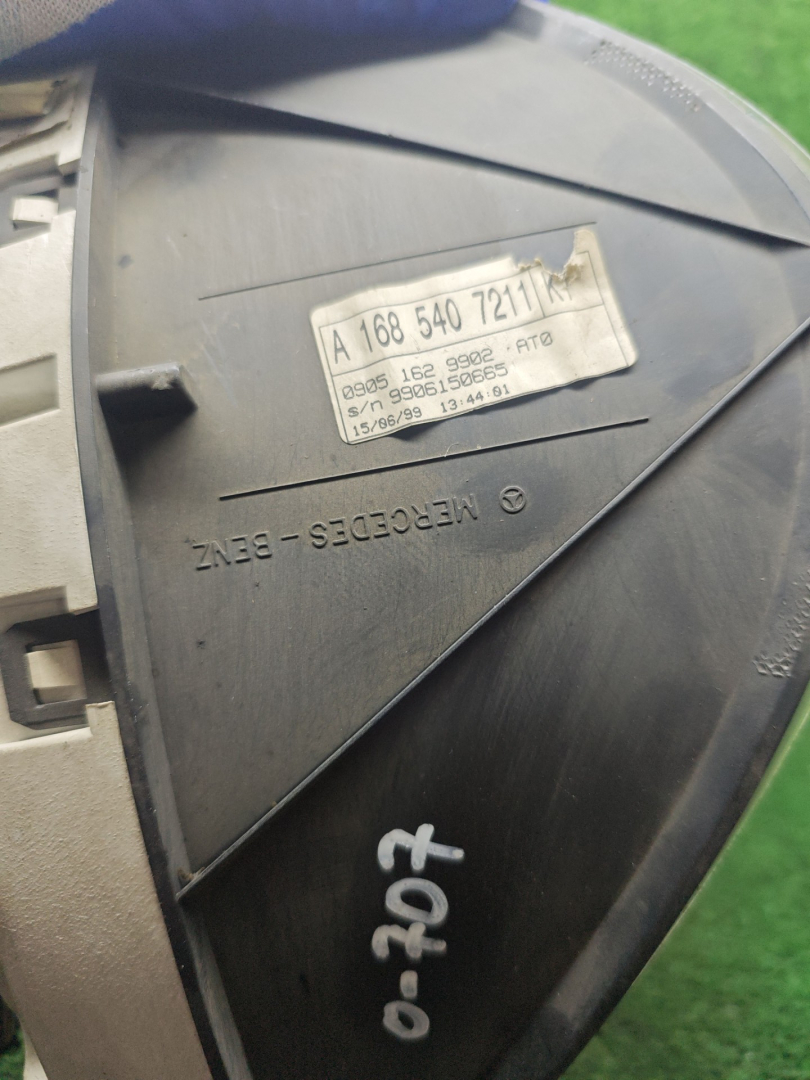 A 168 540 7211
0905 162 9902 AT0
s/n 9906150665
15/06/99 13:44:01
MERCEDES-BENZ
0-707